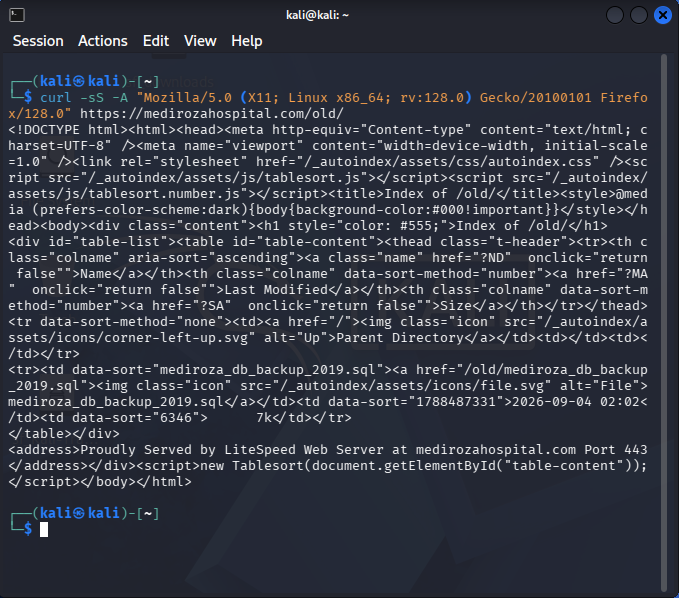 kali@kali: ~
Session Actions Edit View Help
┌──(kali㉿kali)-[~]
└─$ curl -sS -A "Mozilla/5.0 (X11; Linux x86_64; rv:128.0) Gecko/20100101 Firefo
x/128.0" https://medirozahospital.com/old/
<!DOCTYPE html><html><head><meta http-equiv="Content-type" content="text/html; c
harset=UTF-8" /><meta name="viewport" content="width=device-width, initial-scale
=1.0" /><link rel="stylesheet" href="/_autoindex/assets/css/autoindex.css" /><sc
ript src="/_autoindex/assets/js/tablesort.js"></script><script src="/_autoindex/
assets/js/tablesort.number.js"></script><title>Index of /old/</title><style>@med
ia (prefers-color-scheme:dark){body{background-color:#000!important}}</style></h
ead><body><div class="content"><h1 style="color: #555;">Index of /old/</h1>
<div id="table-list"><table id="table-content"><thead class="t-header"><tr><th c
lass="colname" aria-sort="ascending"><a class="name" href="?ND"  onclick="return
 false"">Name</a></th><th class="colname" data-sort-method="number"><a href="?MA
"  onclick="return false"">Last Modified</a></th><th class="colname" data-sort-m
ethod="number"><a href="?SA"  onclick="return false"">Size</a></th></tr></thead>
<tr data-sort-method="none"><td><a href="/"><img class="icon" src="/_autoindex/a
ssets/icons/corner-left-up.svg" alt="Up">Parent Directory</a></td><td></td><td><
/td></tr>
<tr><td data-sort="mediroza_db_backup_2019.sql"><a href="/old/mediroza_db_backup
_2019.sql"><img class="icon" src="/_autoindex/assets/icons/file.svg" alt="File">
mediroza_db_backup_2019.sql</a></td><td data-sort="1788487331">2026-09-04 02:02<
/td><td data-sort="6346">      7k</td></tr>
</table></div>
<address>Proudly Served by LiteSpeed Web Server at medirozahospital.com Port 443
</address></div><script>new Tablesort(document.getElementById("table-content"));
</script></body></html>
┌──(kali㉿kali)-[~]
└─$